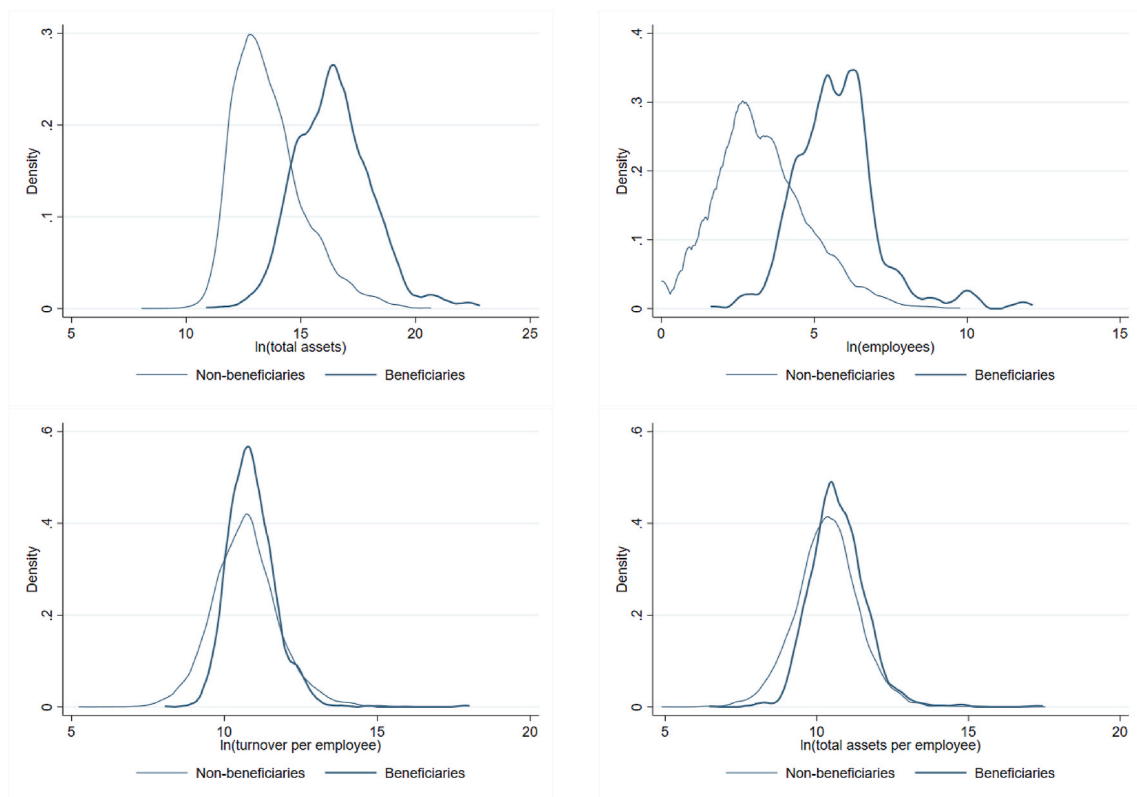 Density
0
.1
.2
.3
5
10
15
20
25
ln(total assets)
Non-beneficiaries
Beneficiaries
Density
0
.1
.2
.3
.4
0
5
10
15
ln(employees)
Non-beneficiaries
Beneficiaries
Density
0
.2
.4
.6
5
10
15
20
ln(turnover per employee)
Non-beneficiaries
Beneficiaries
Density
0
.2
.4
.6
5
10
15
20
ln(total assets per employee)
Non-beneficiaries
Beneficiaries